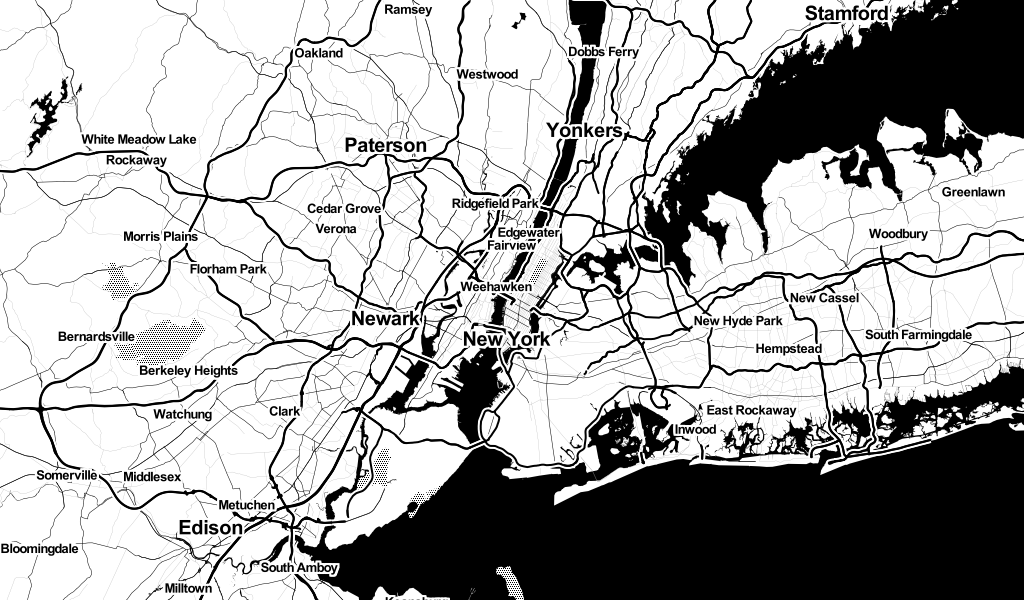 Ramsey
Stamford
Oakland
Dobbs Ferry
Westwood
Yonkers
White Meadow Lake
Paterson
Rockaway
Greenlawn
Ridgefield Park
Cedar Grove
Verona
Edgewater
Woodbury
Morris Plains
Fairview
Florham Park
Weehawken
New Cassel
Newark
New Hyde Park
Bernardsville
South Farmingdale
New York
Hempstead
Berkeley Heights
Watchung
Clark
East Rockaway
Inwood
Somerville
Middlesex
Metuchen
Edison
Bloomingdale
South Amboy
Milltown